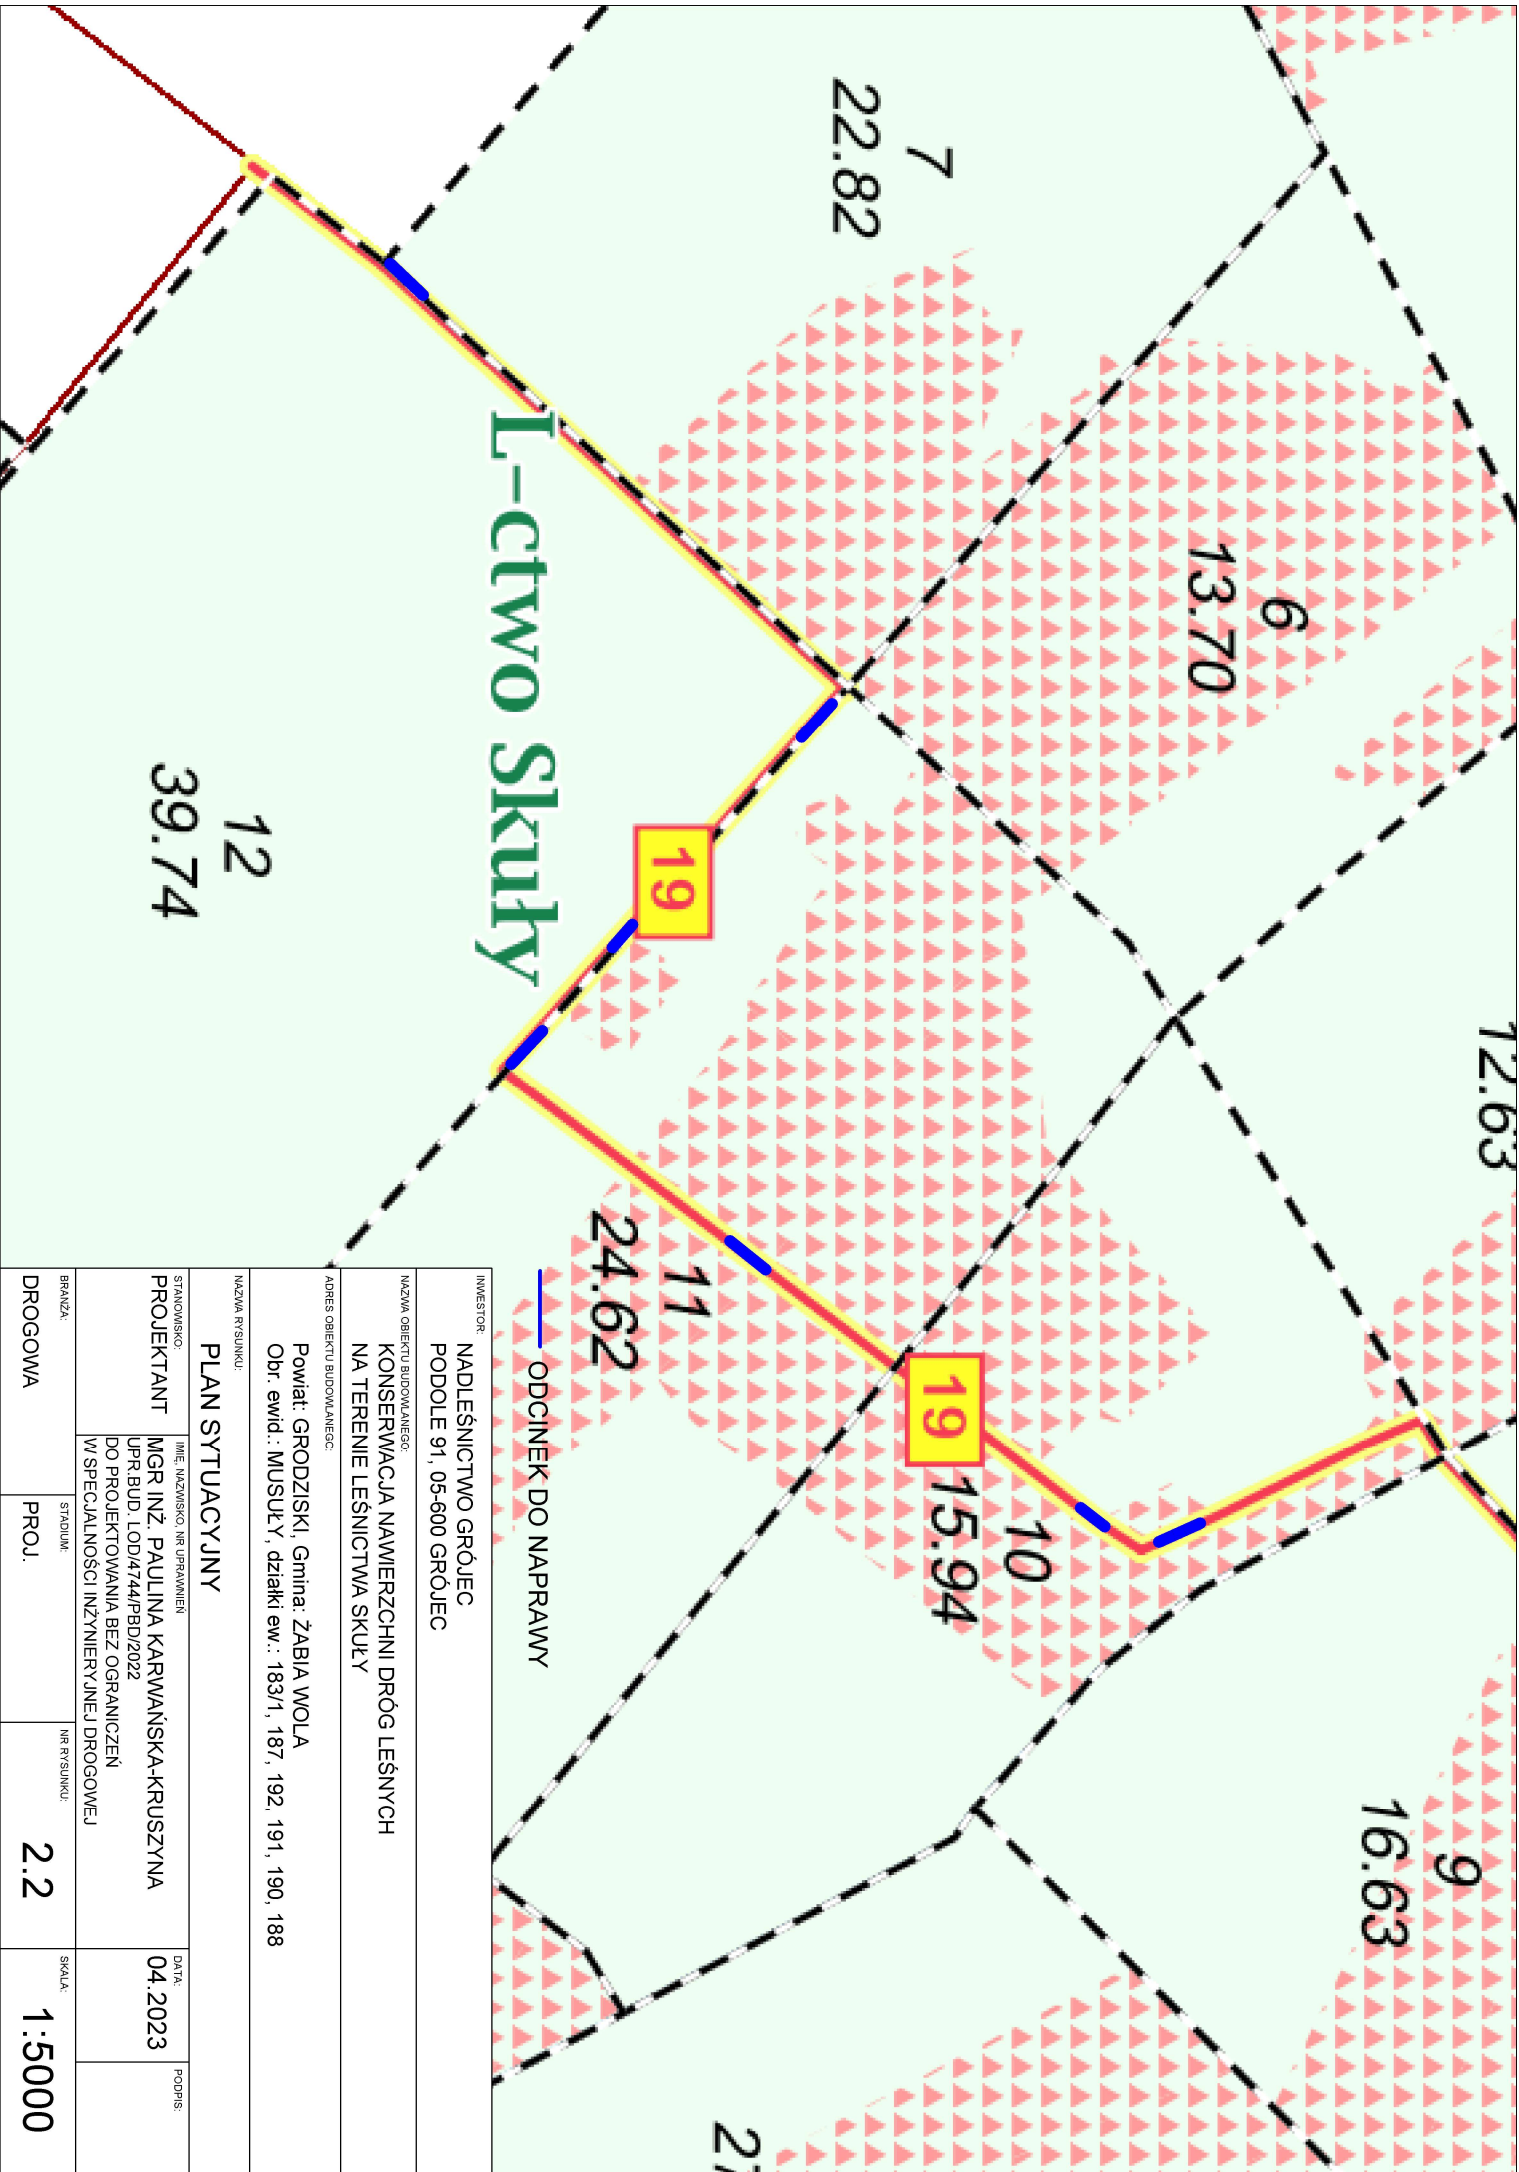 12.63
9
16.63
6
13.70
10
15.94
7
22.82
19
19
11
24.62
L-ctwo Skuły
12
39.74
ODCINEK DO NAPRAWY
INWESTOR:
NADLEŚNICTWO GRÓJEC
PODOLE 91, 05-600 GRÓJEC
NAZWA OBIEKTU BUDOWLANEGO:
KONSERWACJA NAWIERZCHNI DRÓG LEŚNYCH
NA TERENIE LEŚNICTWA SKUŁY
ADRES OBIEKTU BUDOWLANEGC:
Powiat: GRODZISKI, Gmina: ŻABIA WOLA
Obr. ewid.: MUSUŁY, działki ew.: 183/1, 187, 192, 191, 190, 188
NAZWA RYSUNKU:
PLAN SYTUACYJNY
STANOWISKO:
PROJEKTANT
IMIĘ, NAZWISKO, NR UPRAWNIEŃ
MGR INŻ. PAULINA KARWAŃSKA-KRUSZYNA
UPR.BUD. LOD/4744/PBD/2022
DO PROJEKTOWANIA BEZ OGRANICZEŃ
W SPECJALNOŚCI INŻYNIERYJNEJ DROGOWEJ
DATA:
04.2023
PODPIS:
BRANŻA:
DROGOWA
STADIUM:
PROJ.
NR RYSUNKU:
2.2
SKALA:
1:5000